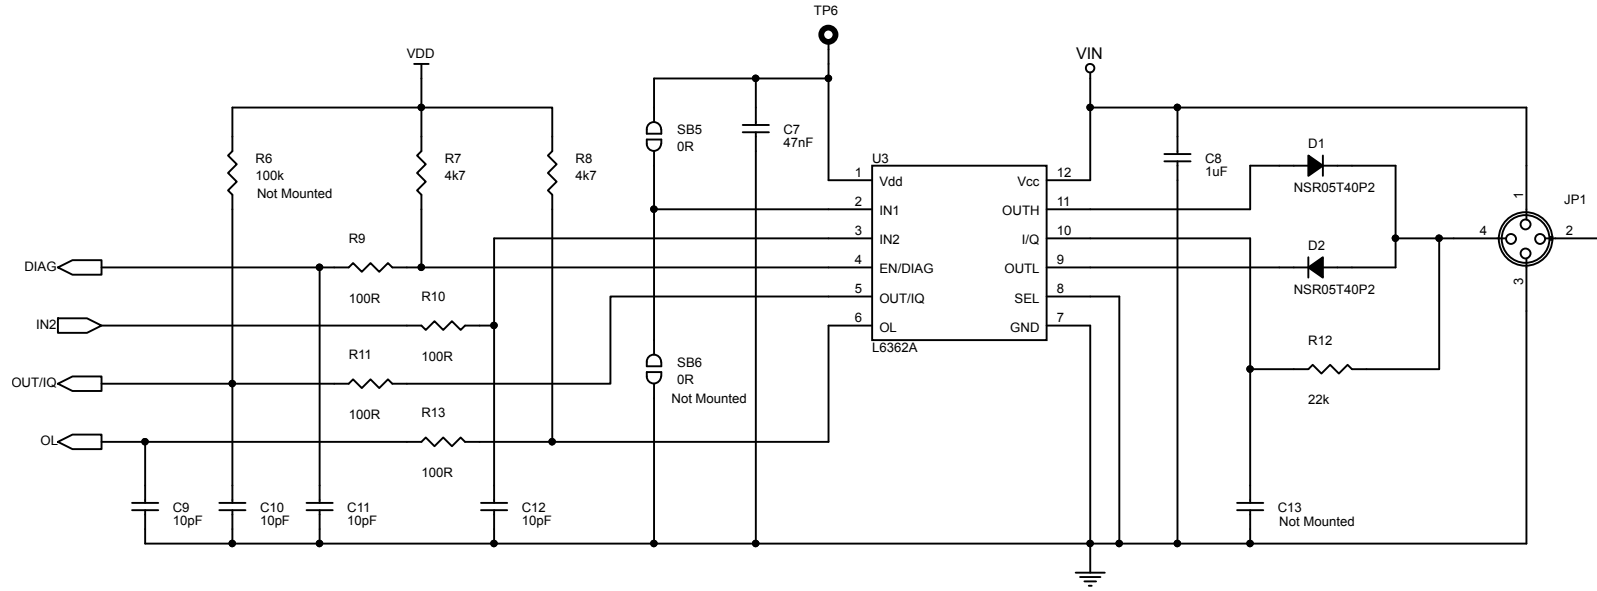 TP6
VDD
VIN
R6
100k
Not Mounted
R7
4k7
R8
4k7
SB5
0R
C7
47nF
U3
1
Vdd
2
IN1
3
IN2
4
EN/DIAG
5
OUT/IQ
6
OL
Vcc
12
OUTH
11
I/Q
10
OUTL
9
SEL
8
GND
7
L6362A
C8
1uF
D1
NSR05T40P2
D2
NSR05T40P2
JP1
1
4
2
3
R9
100R
DIAG
R10
100R
IN2
R11
100R
OUT/IQ
R13
100R
OL
SB6
0R
Not Mounted
R12
22k
C9
10pF
C10
10pF
C11
10pF
C12
10pF
C13
Not Mounted